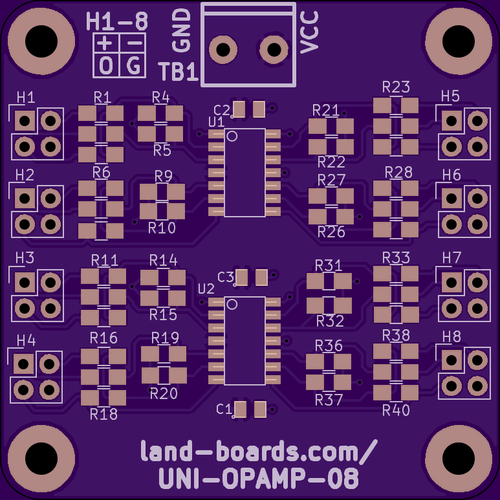 H1-8
+ -
O G
GND
VCC
TB1
H1
R1
R4
C2
R21
R23
H5
U1
R5
R22
H2
R6
R9
R27
R28
H6
R10
R26
H3
R11
R14
C3
R31
R33
H7
U2
R15
R32
H4
R16
R19
R36
R38
H8
R20
R37
R18
C1
R40
land-boards.com/
UNI-OPAMP-08